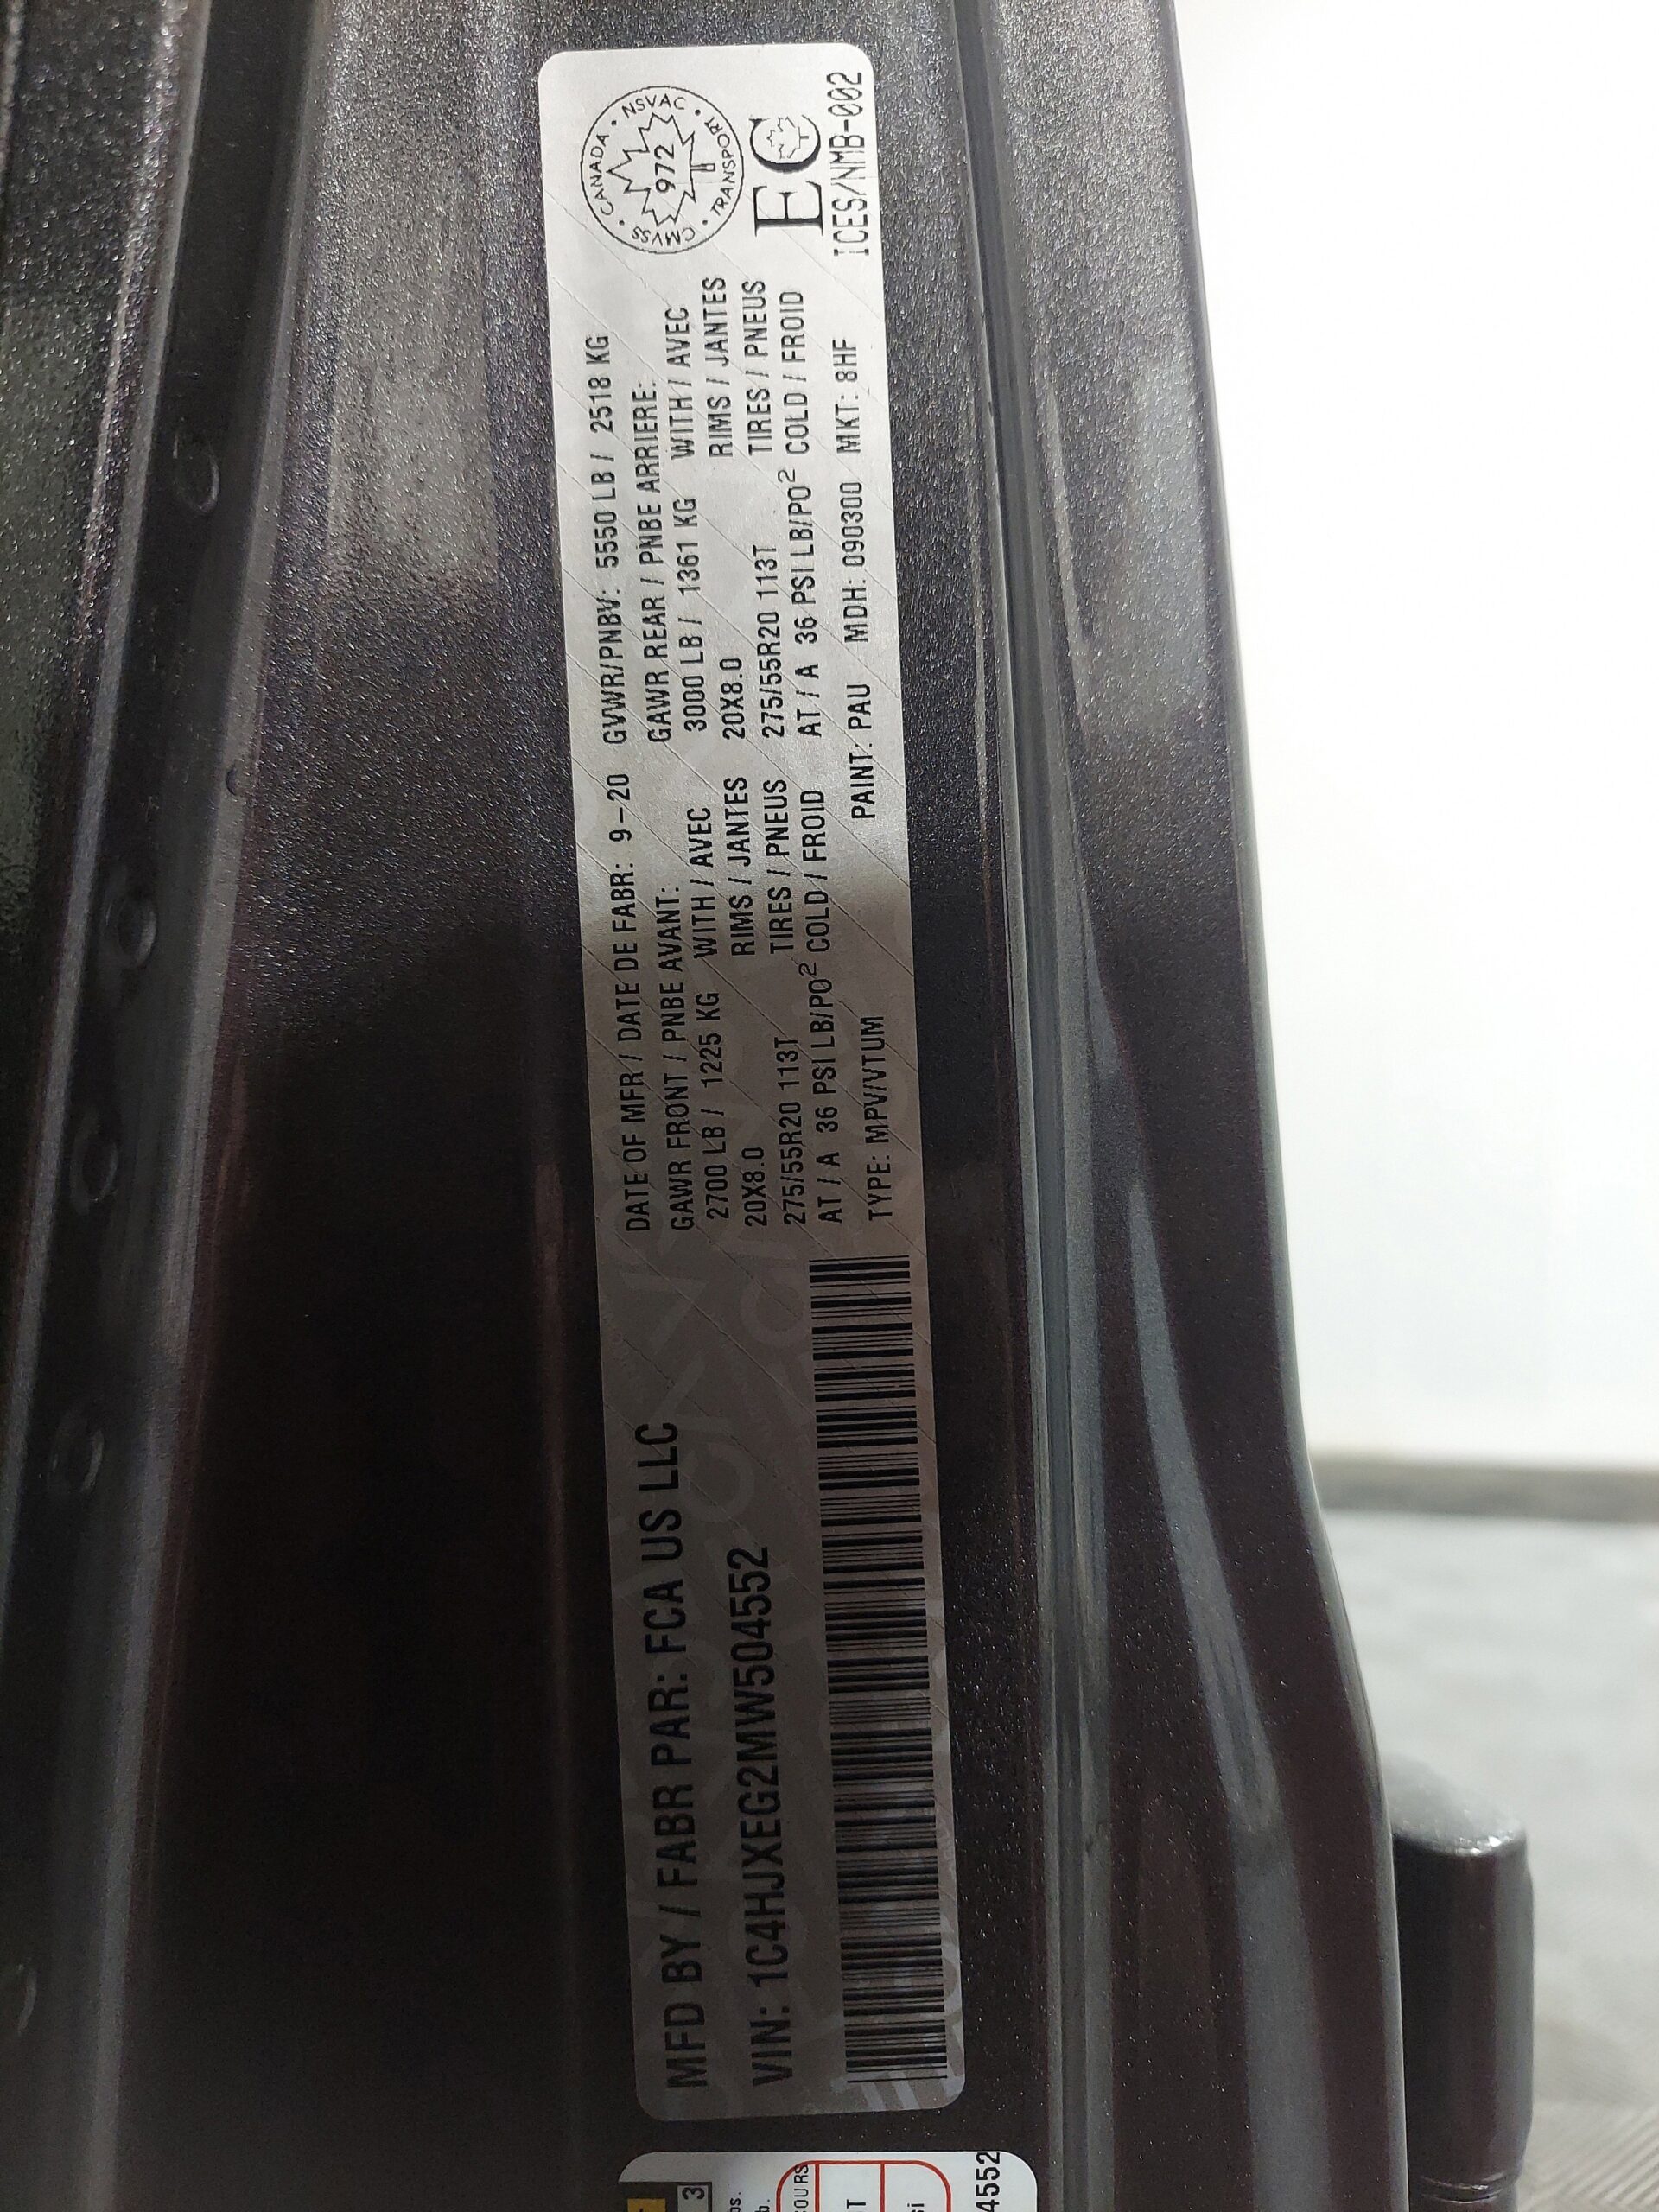 MFD BY / FABR PAR: FCA US LLC
VIN: 1C4HJXEG2MW504552
DATE OF MFR / DATE DE FABR: 9-20 GVWR/PNBV: 5550 LB / 2518 KG
GAWR FRONT / PNBE AVANT: GAWR REAR / PNBE ARRIERE:
2700 LB / 1225 KG WITH / AVEC 3000 LB / 1361 KG WITH / AVEC
20X8.0 RIMS / JANTES 20X8.0 RIMS / JANTES
275/55R20 113T TIRES / PNEUS 275/55R20 113T TIRES / PNEUS
AT / A 36 PSI LB/PO² COLD / FROID AT / A 36 PSI LB/PO² COLD / FROID
TYPE: MPV/VTUM PAINT: PAU MDH: 090300 MKT: 8HF
CMVSS • CANADA • NSVAC • TRANSPORT •
972
EC
ICES/NMB-002
3
4552